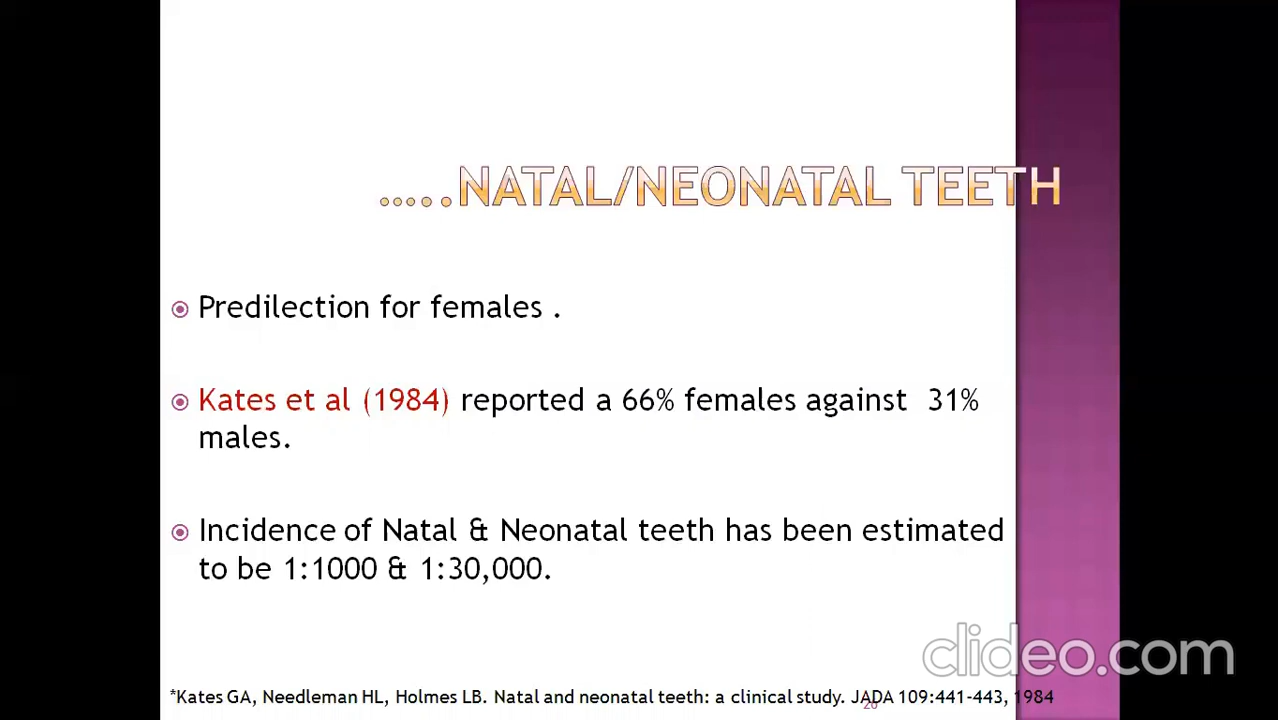 .....NATAL/NEONATAL TEETH
Predilection for females .
Kates et al (1984) reported a 66% females against 31%
males.
Incidence of Natal & Neonatal teeth has been estimated
to be 1:1000 & 1:30,000.
clideo.com
*Kates GA, Needleman HL, Holmes LB. Natal and neonatal teeth: a clinical study. JADA 109:441-443, 1984
20